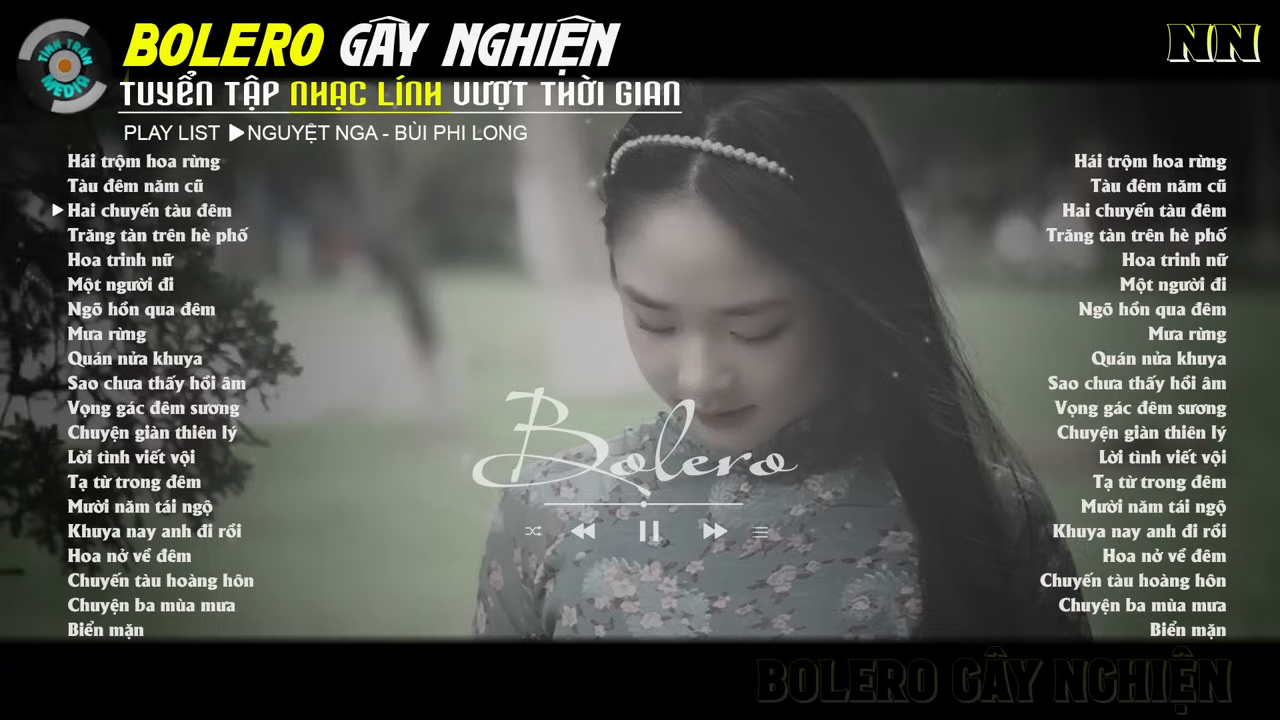 TÌNH TRẦN
MEDIA
BOLERO GÂY NGHIỆN
NN
TUYỂN TẬP NHẠC LÍNH VƯỢT THỜI GIAN
PLAY LIST ▶NGUYỆT NGA - BÙI PHI LONG
Hái trộm hoa rừng
Tàu đêm năm cũ
Hai chuyến tàu đêm
Trăng tàn trên hè phố
Hoa trinh nữ
Một người đi
Ngõ hồn qua đêm
Mưa rừng
Quán nửa khuya
Sao chưa thấy hồi âm
Vọng gác đêm sương
Chuyện giàn thiên lý
Lời tình viết vội
Tạ từ trong đêm
Mười năm tái ngộ
Khuya nay anh đi rồi
Hoa nở về đêm
Chuyến tàu hoàng hôn
Chuyện ba mùa mưa
Biển mặn
Bolero
Hái trộm hoa rừng
Tàu đêm năm cũ
Hai chuyến tàu đêm
Trăng tàn trên hè phố
Hoa trinh nữ
Một người đi
Ngõ hồn qua đêm
Mưa rừng
Quán nửa khuya
Sao chưa thấy hồi âm
Vọng gác đêm sương
Chuyện giàn thiên lý
Lời tình viết vội
Tạ từ trong đêm
Mười năm tái ngộ
Khuya nay anh đi rồi
Hoa nở về đêm
Chuyến tàu hoàng hôn
Chuyện ba mùa mưa
Biển mặn
BOLERO GÂY NGHIỆN